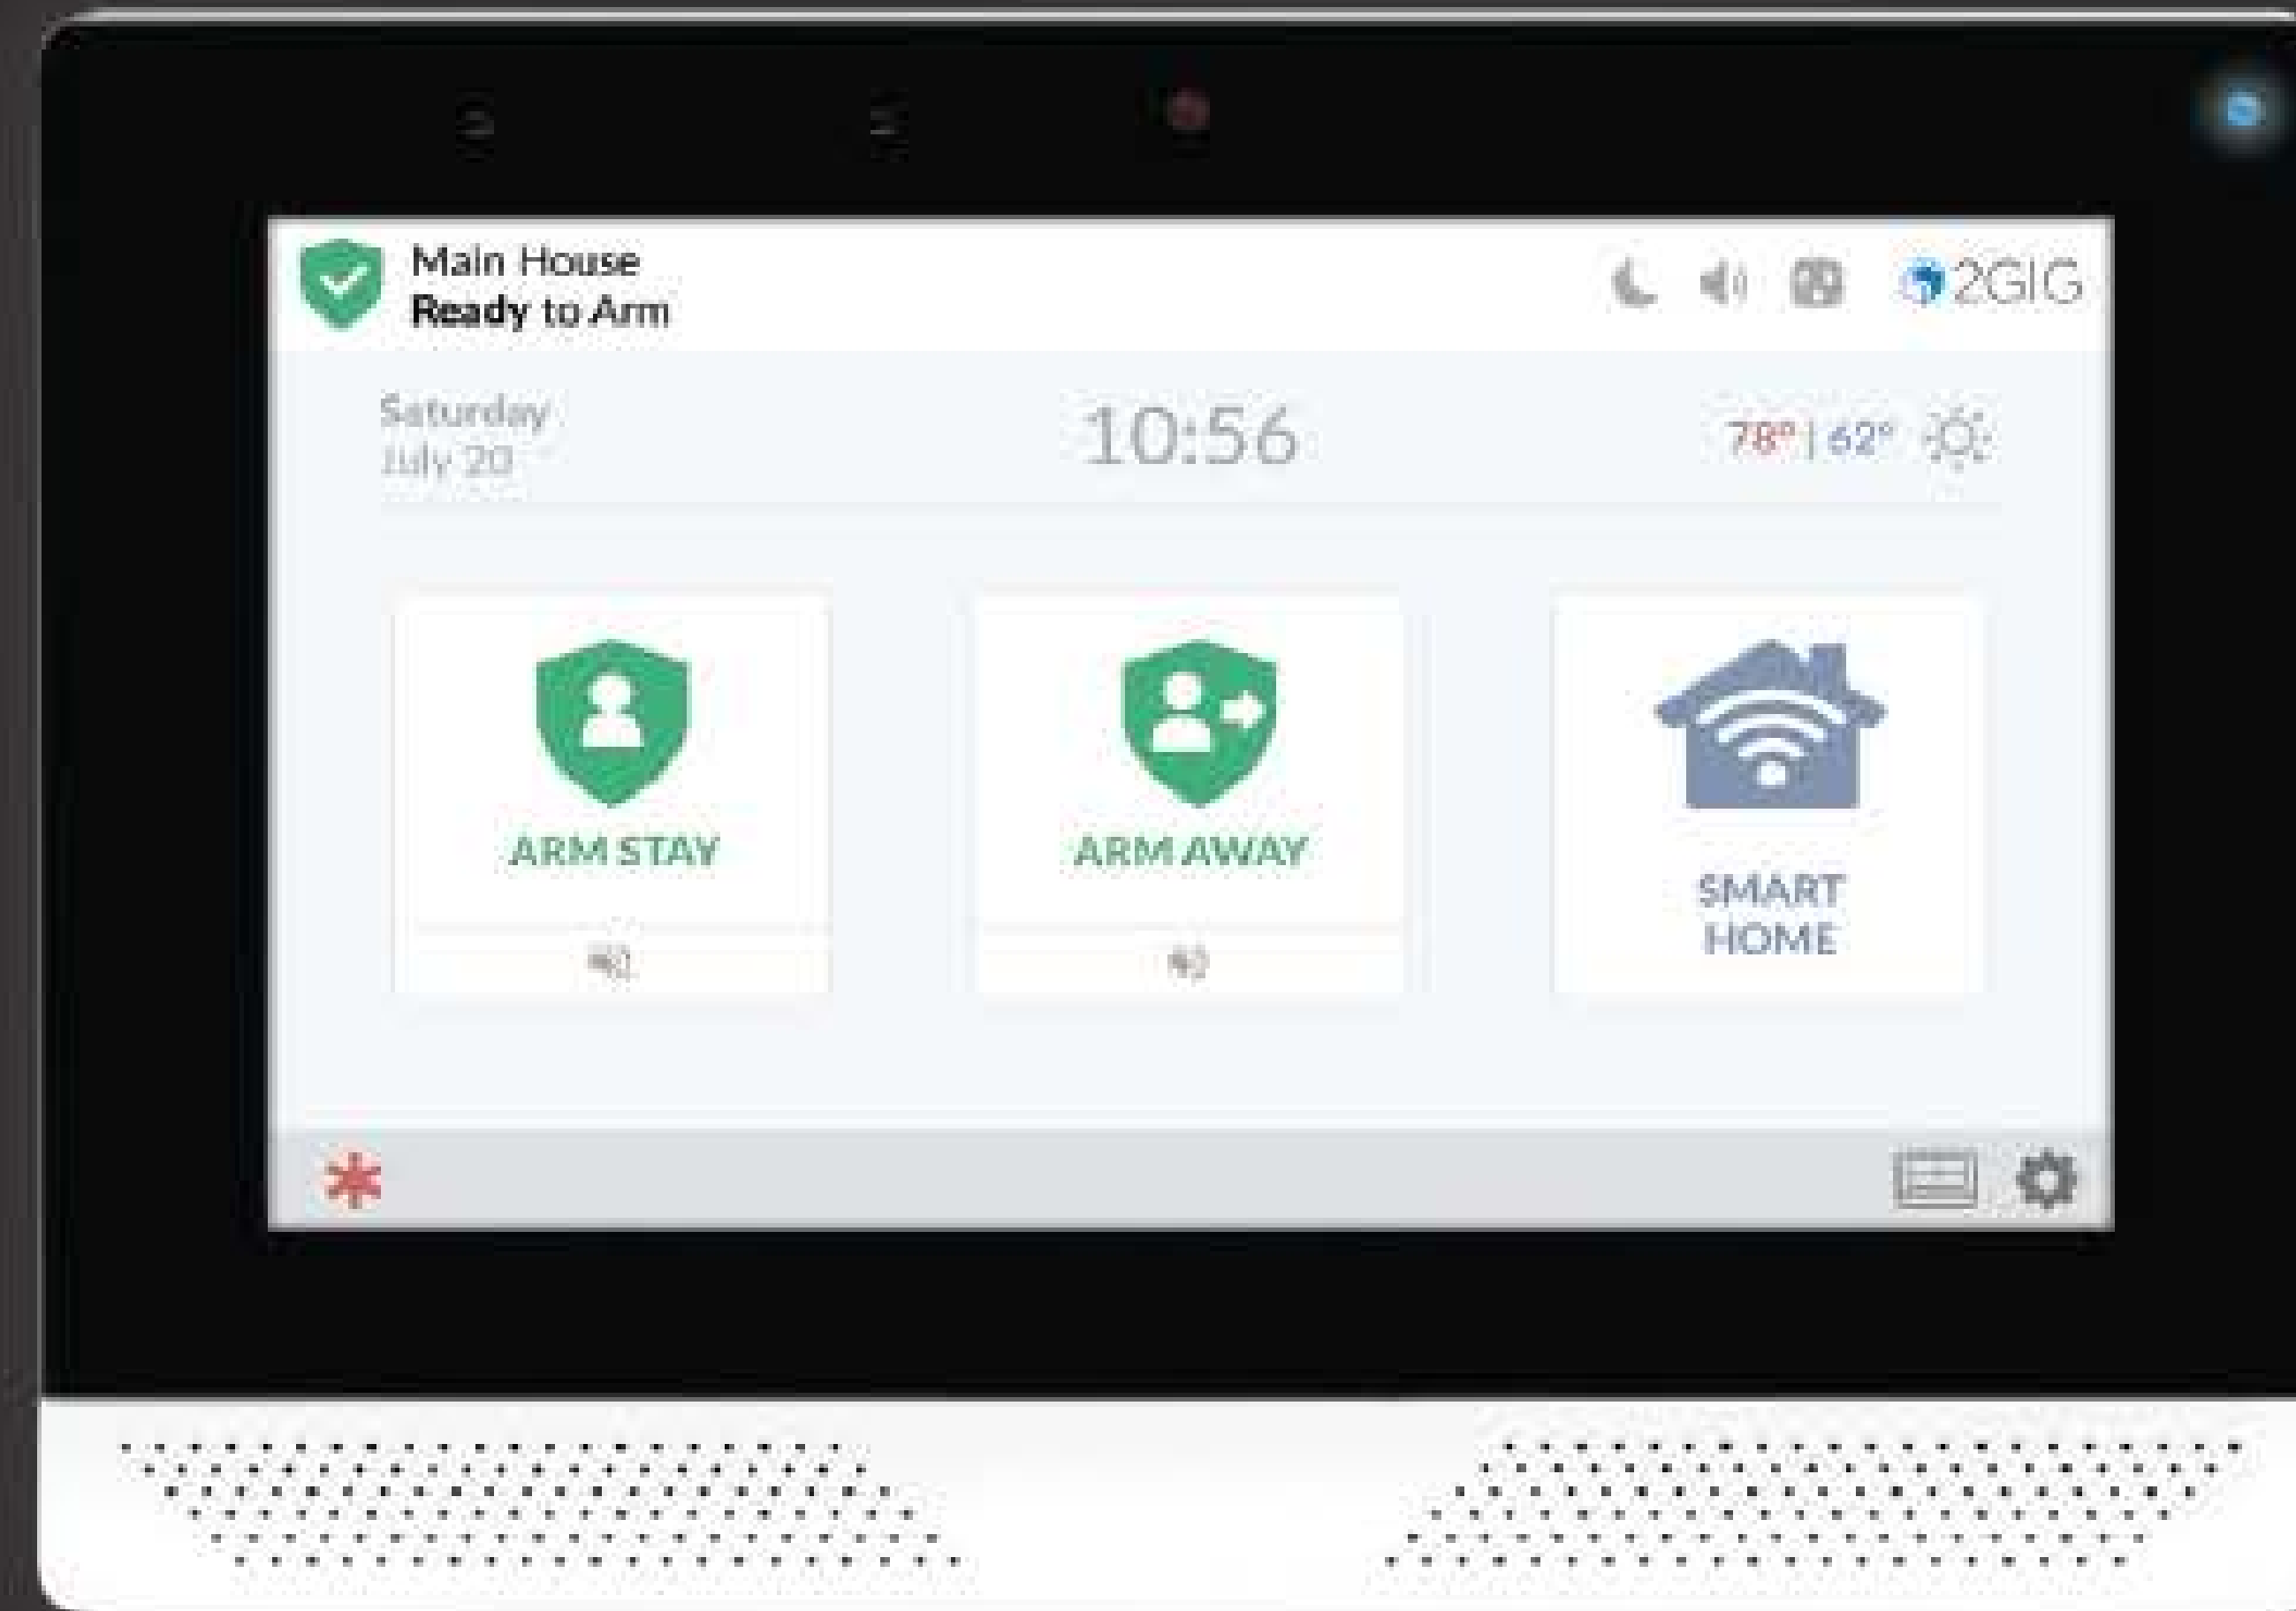 Main House
Ready to Arm
2GIG
Saturday
July 20
10:56
78° | 62°
ARM STAY
ARM AWAY
SMART
HOME